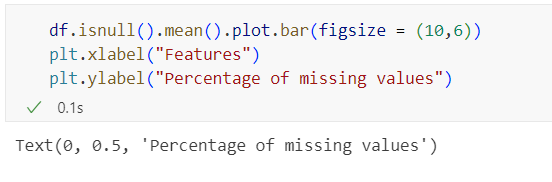 df.isnull().mean().plot.bar(figsize = (10,6))
plt.xlabel("Features")
plt.ylabel("Percentage of missing values")
0.1s
Text(0, 0.5, 'Percentage of missing values')